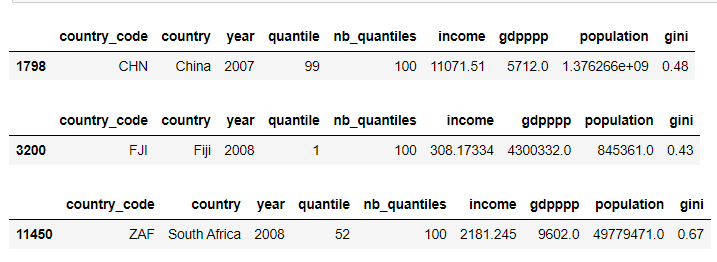 country_code country year quantile nb_quantiles income gdpppp population gini
1798 CHN China 2007 99 100 11071.51 5712.0 1.376266e+09 0.48
country_code country year quantile nb_quantiles income gdpppp population gini
3200 FJI Fiji 2008 1 100 308.17334 4300332.0 845361.0 0.43
country_code country year quantile nb_quantiles income gdpppp population gini
11450 ZAF South Africa 2008 52 100 2181.245 9602.0 49779471.0 0.67